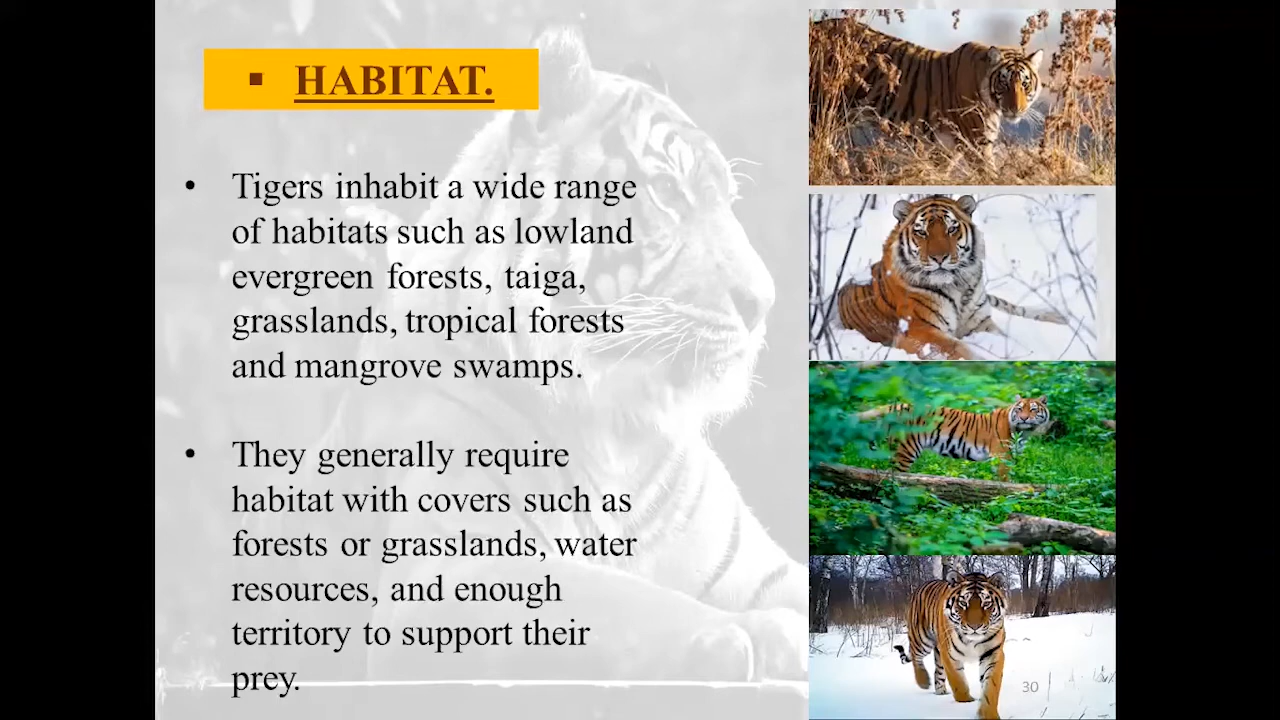 ▪ HABITAT.
• Tigers inhabit a wide range
of habitats such as lowland
evergreen forests, taiga,
grasslands, tropical forests
and mangrove swamps.
• They generally require
habitat with covers such as
forests or grasslands, water
resources, and enough
territory to support their
prey.
30